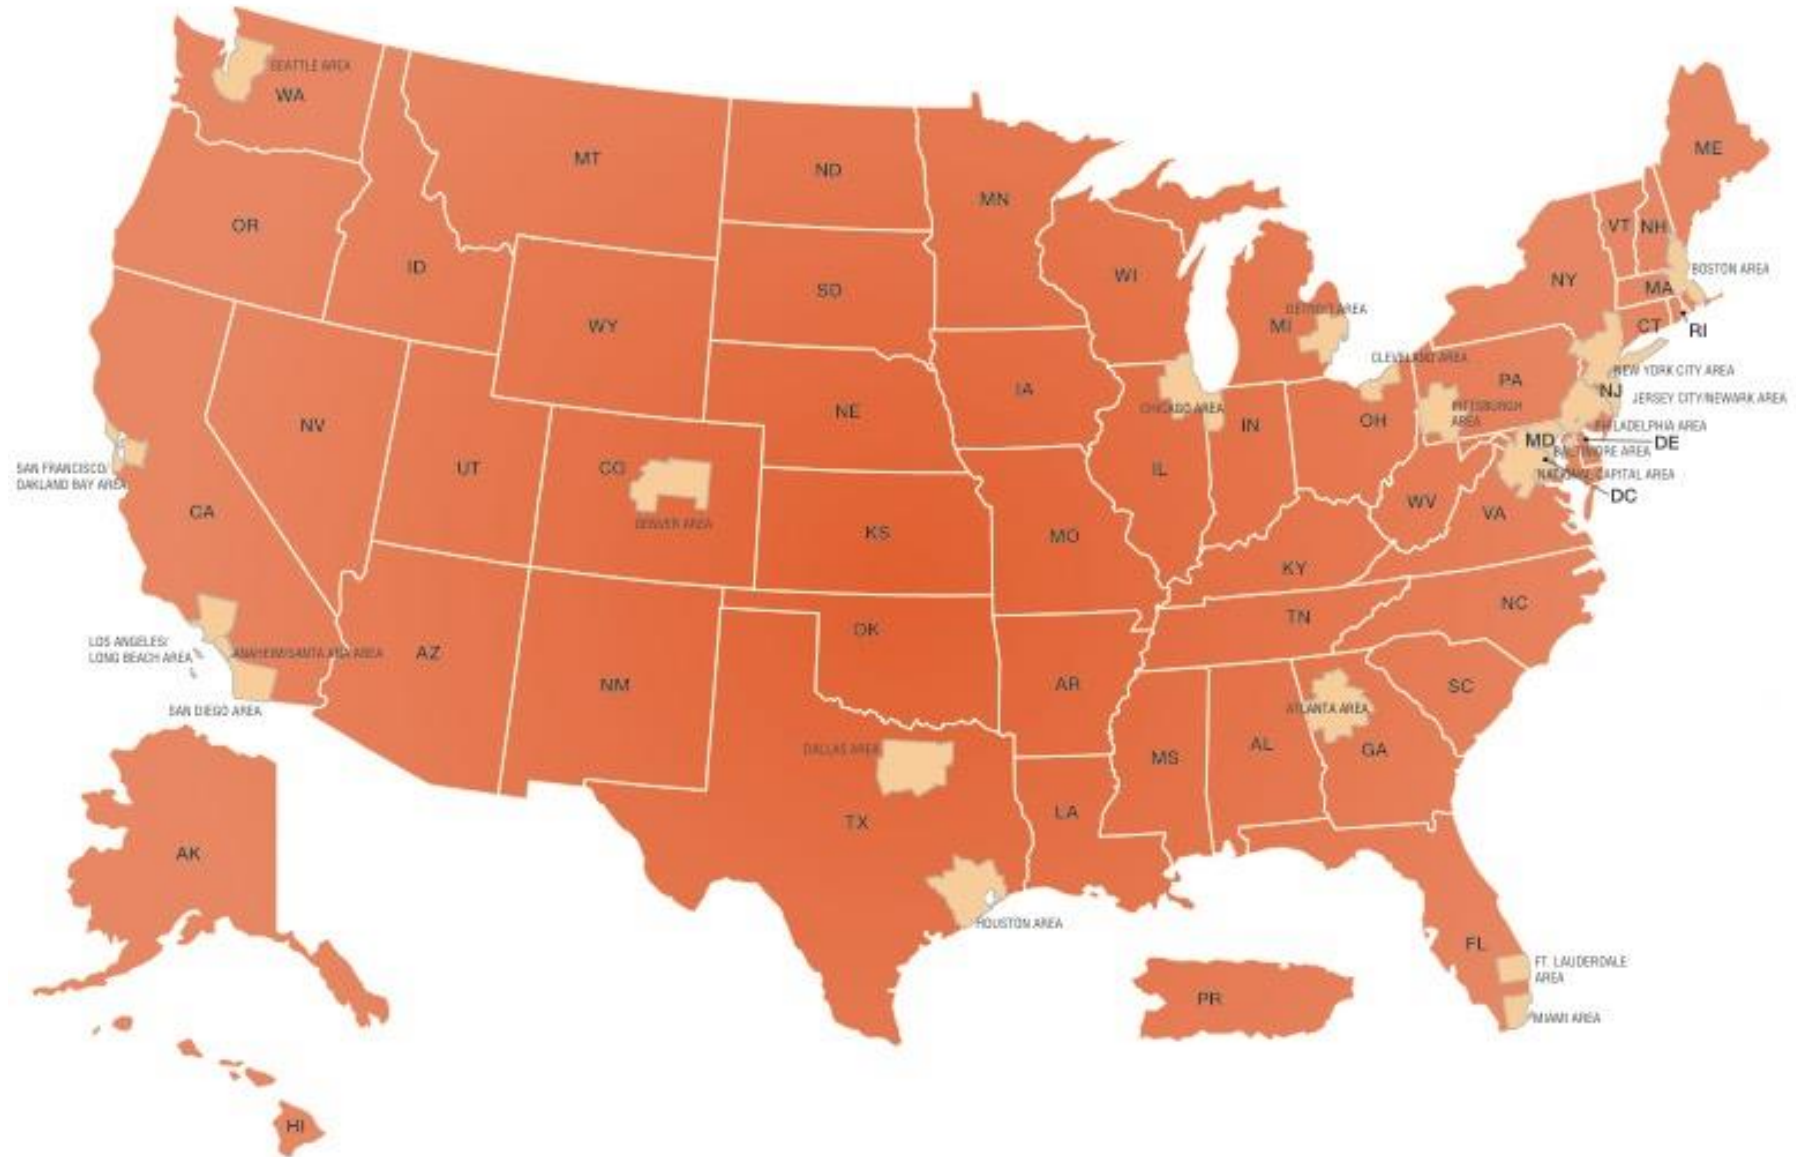 SEATTLE AREA
WA
MT
ND
MN
ME
OR
ID
SD
WI
VT
NH
NY
BOSTON AREA
MA
WY
DETROIT AREA
MI
CT
RI
CLEVELAND AREA
NEW YORK CITY AREA
IA
PA
NJ
JERSEY CITY/NEWARK AREA
NE
CHICAGO AREA
PITTSBURGH
AREA
NV
IN
OH
PHILADELPHIA AREA
MD
DE
BALTIMORE AREA
SAN FRANCISCO/
OAKLAND BAY AREA
UT
CO
IL
NATIONAL CAPITAL AREA
DC
CA
DENVER AREA
WV
VA
KS
MO
KY
NC
TN
OK
LOS ANGELES/
LONG BEACH AREA
ANAHEIM/SANTA ANA AREA
AZ
NM
AR
SC
SAN DIEGO AREA
ATLANTA AREA
DALLAS AREA
MS
AL
GA
TX
LA
AK
HOUSTON AREA
FL
FT. LAUDERDALE
AREA
PR
MIAMI AREA
HI